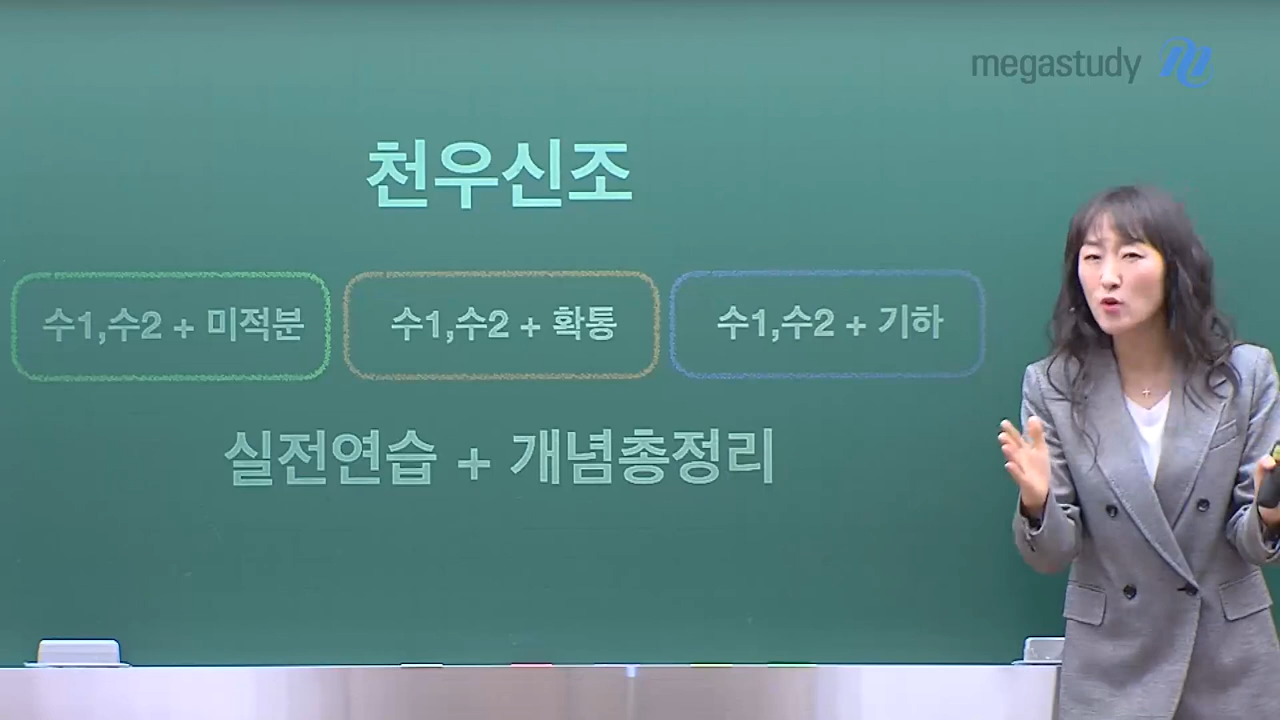 megastudy
천우신조
수1,수2 + 미적분
수1,수2 + 확통
수1,수2 + 기하
실전연습 + 개념총정리